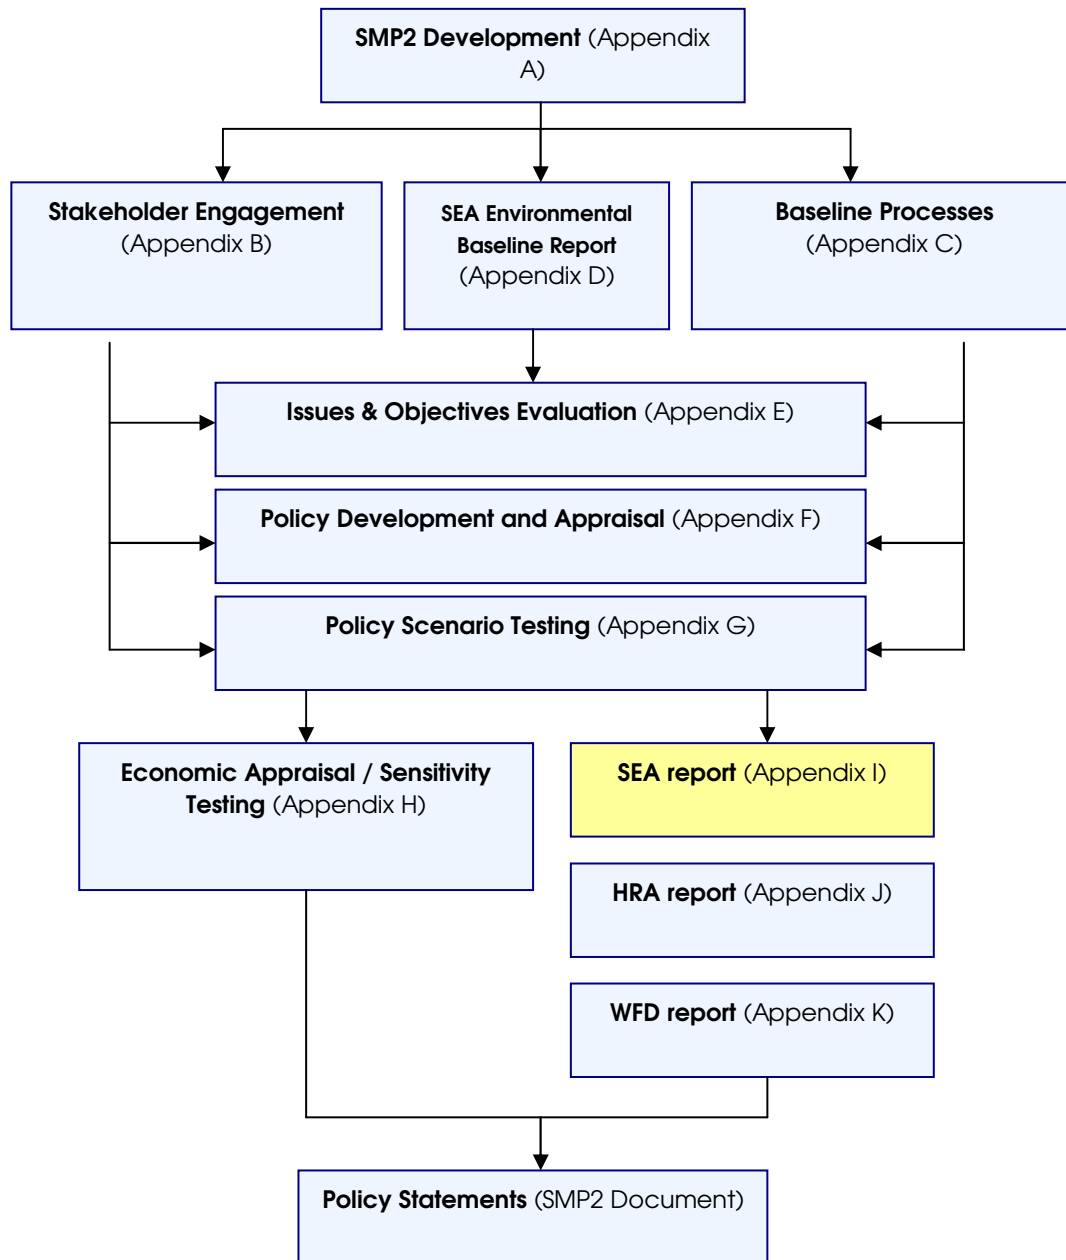 SMP2 Development (Appendix
A)
Stakeholder Engagement
(Appendix B)
SEA Environmental
Baseline Report
(Appendix D)
Baseline Processes
(Appendix C)
Issues & Objectives Evaluation (Appendix E)
Policy Development and Appraisal (Appendix F)
Policy Scenario Testing (Appendix G)
Economic Appraisal / Sensitivity
Testing (Appendix H)
SEA report (Appendix I)
HRA report (Appendix J)
WFD report (Appendix K)
Policy Statements (SMP2 Document)